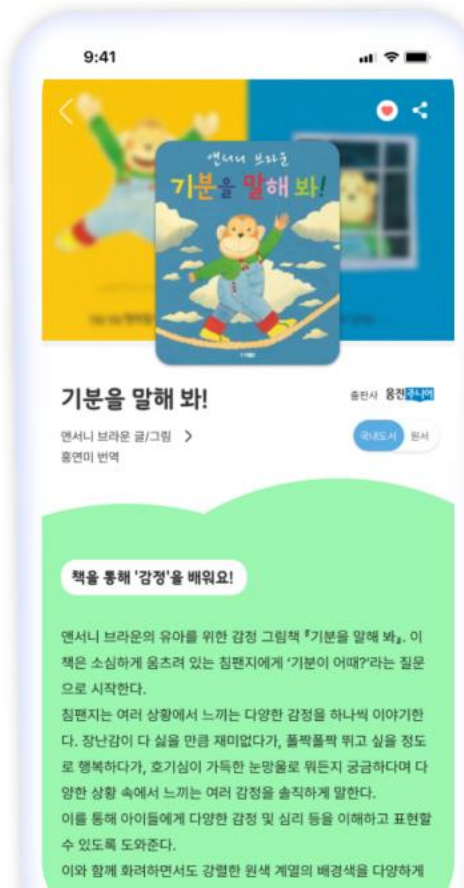 9:41
앤서니 브라운
기분을 말해 봐!
기분을 말해 봐!
출판사 웅진주니어
앤서니 브라운 글/그림 >
홍연미 번역
국내도서 원서
책을 통해 '감정'을 배워요!
앤서니 브라운의 유아를 위한 감정 그림책 『기분을 말해 봐』. 이
책은 소심하게 움츠려 있는 침팬지에게 ‘기분이 어때?’라는 질문
으로 시작한다.
침팬지는 여러 상황에서 느끼는 다양한 감정을 하나씩 이야기한
다. 장난감이 다 싫을 만큼 재미없다가, 폴짝폴짝 뛰고 싶을 정도
로 행복하다가, 호기심이 가득한 눈망울로 뭐든지 궁금하다며 다
양한 상황 속에서 느끼는 여러 감정을 솔직하게 말한다.
이를 통해 아이들에게 다양한 감정 및 심리 등을 이해하고 표현할
수 있도록 도와준다.
이와 함께 화려하면서도 강렬한 원색 계열의 배경색을 다양하게